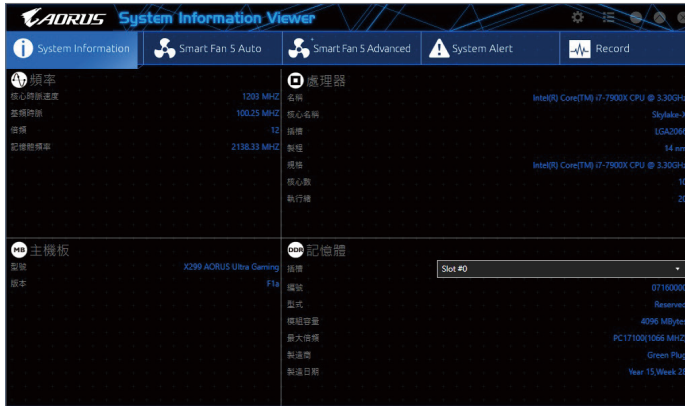 AORUS System Information Viewer
System Information
Smart Fan 5 Auto
Smart Fan 5 Advanced
System Alert
Record
頻率
核心時脈速度 1203 MHZ
基頻時脈 100.25 MHZ
倍頻 12
記憶體頻率 2138.33 MHZ
處理器
名稱 Intel(R) Core(TM) i7-7900X CPU @ 3.30GHz
核心名稱 Skylake-X
插槽 LGA2066
製程 14 nm
規格 Intel(R) Core(TM) i7-7900X CPU @ 3.30GHz
核心數 10
執行緒 20
MB 主機板
型號 X299 AORUS Ultra Gaming
版本 F1a
DDR 記憶體
插槽 Slot #0
編號 07160000
型式 Reserved
模組容量 4096 MBytes
最大倍頻 PC17100(1066 MHZ)
製造商 Green Plug
製造日期 Year 15,Week 28